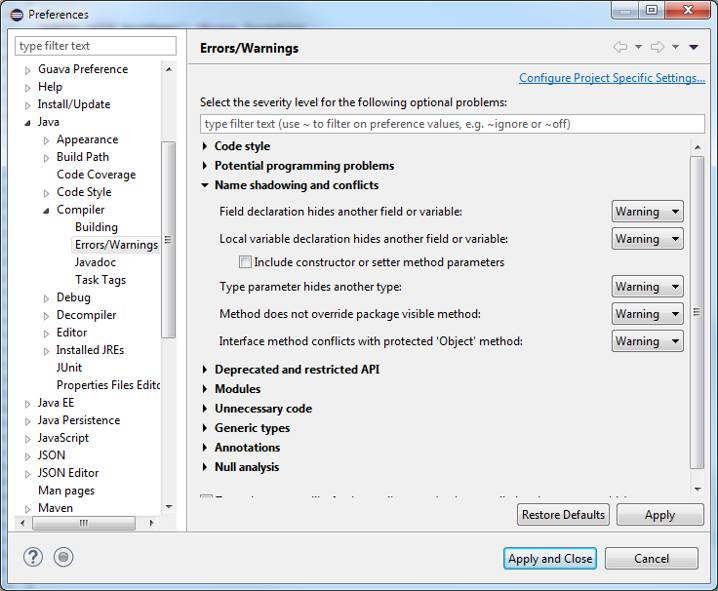 Preferences
type filter text
Guava Preference
Help
Install/Update
Java
Appearance
Build Path
Code Coverage
Code Style
Compiler
Building
Errors/Warnings
Javadoc
Task Tags
Debug
Decompiler
Editor
Installed JREs
JUnit
Properties Files Edito
Java EE
Java Persistence
JavaScript
JSON
JSON Editor
Man pages
Maven
Errors/Warnings
Configure Project Specific Settings...
Select the severity level for the following optional problems:
type filter text (use ~ to filter on preference values, e.g. ~ignore or ~off)
Code style
Potential programming problems
Name shadowing and conflicts
Field declaration hides another field or variable: Warning
Local variable declaration hides another field or variable: Warning
Include constructor or setter method parameters
Type parameter hides another type: Warning
Method does not override package visible method: Warning
Interface method conflicts with protected 'Object' method: Warning
Deprecated and restricted API
Modules
Unnecessary code
Generic types
Annotations
Null analysis
Restore Defaults Apply
Apply and Close Cancel